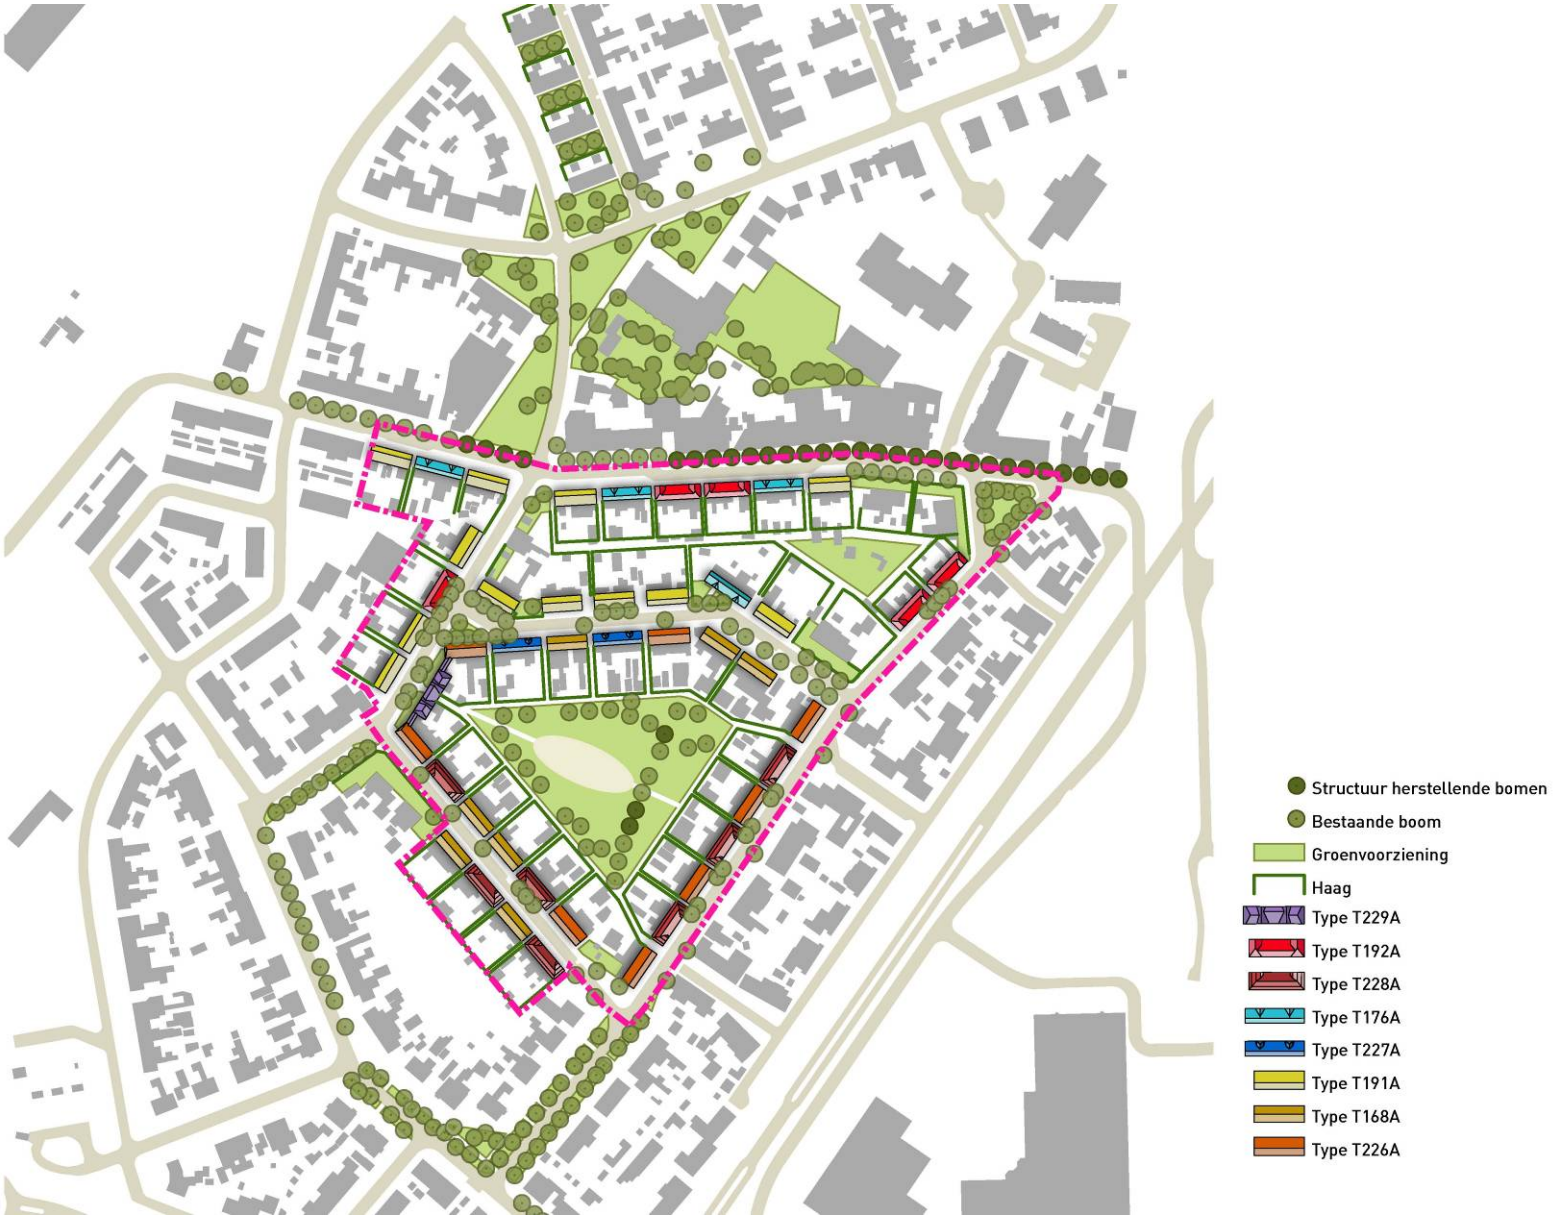 Structuur herstellende bomen
Bestaande boom
Groenvoorziening
Haag
Type T229A
Type T192A
Type T228A
Type T176A
Type T227A
Type T191A
Type T168A
Type T226A